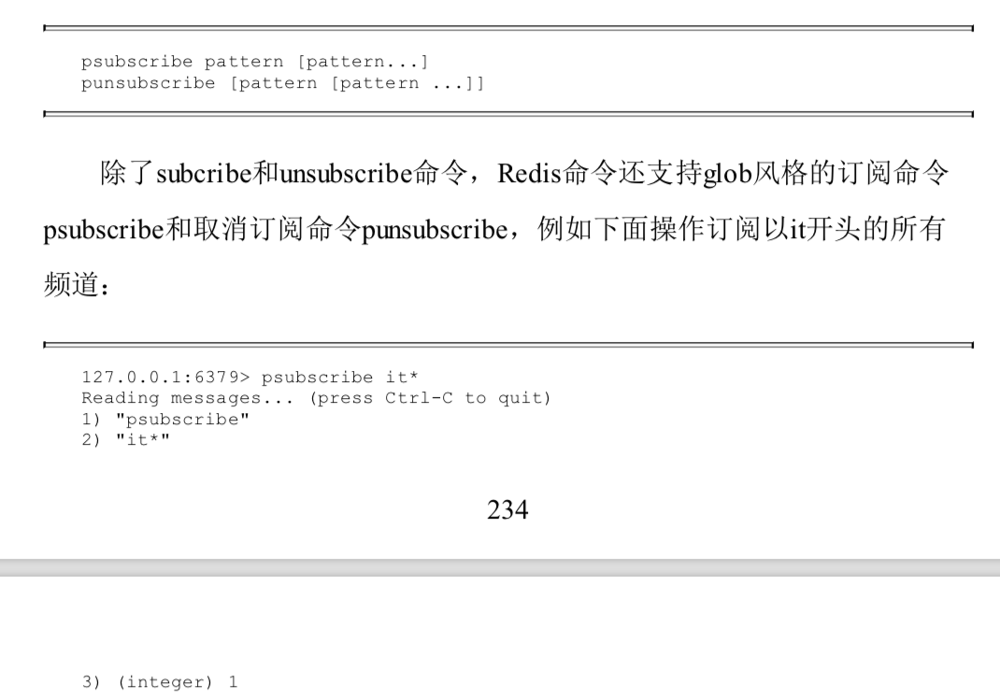 psubscribe pattern [pattern...]
punsubscribe [pattern [pattern ...]]
除了subcribe和unsubscribe命令，Redis命令还支持glob风格的订阅命令
psubscribe和取消订阅命令punsubscribe，例如下面操作订阅以it开头的所有
频道：
127.0.0.1:6379> psubscribe it*
Reading messages... (press Ctrl-C to quit)
1) "psubscribe"
2) "it*"
234
3) (integer) 1